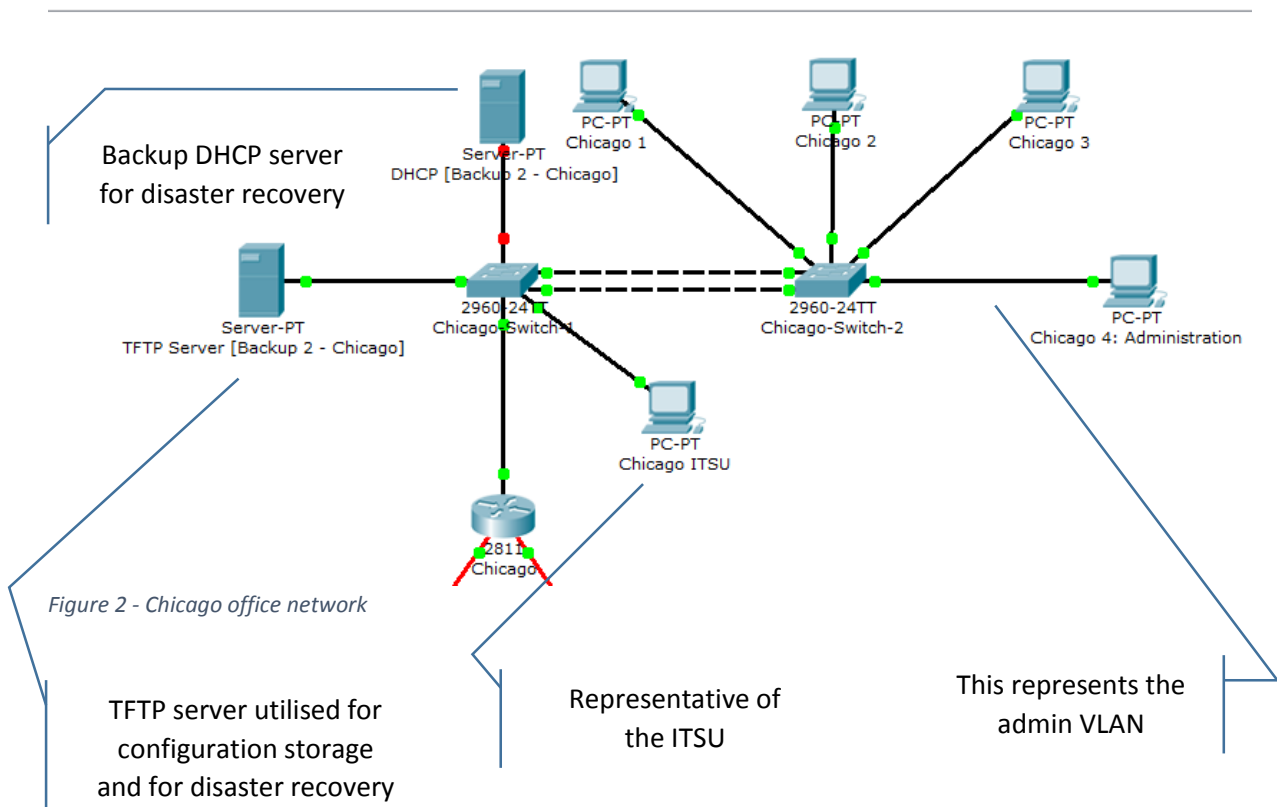 Backup DHCP server
for disaster recovery
Server-PT
DHCP [Backup 2 - Chicago]
PC-PT
Chicago 1
PC-PT
Chicago 2
PC-PT
Chicago 3
Server-PT
TFTP Server [Backup 2 - Chicago]
2960-24TT
Chicago-Switch-1
2960-24TT
Chicago-Switch-2
PC-PT
Chicago 4: Administration
PC-PT
Chicago ITSU
2811
Chicago
Figure 2 - Chicago office network
TFTP server utilised for
configuration storage
and for disaster recovery
Representative of
the ITSU
This represents the
admin VLAN